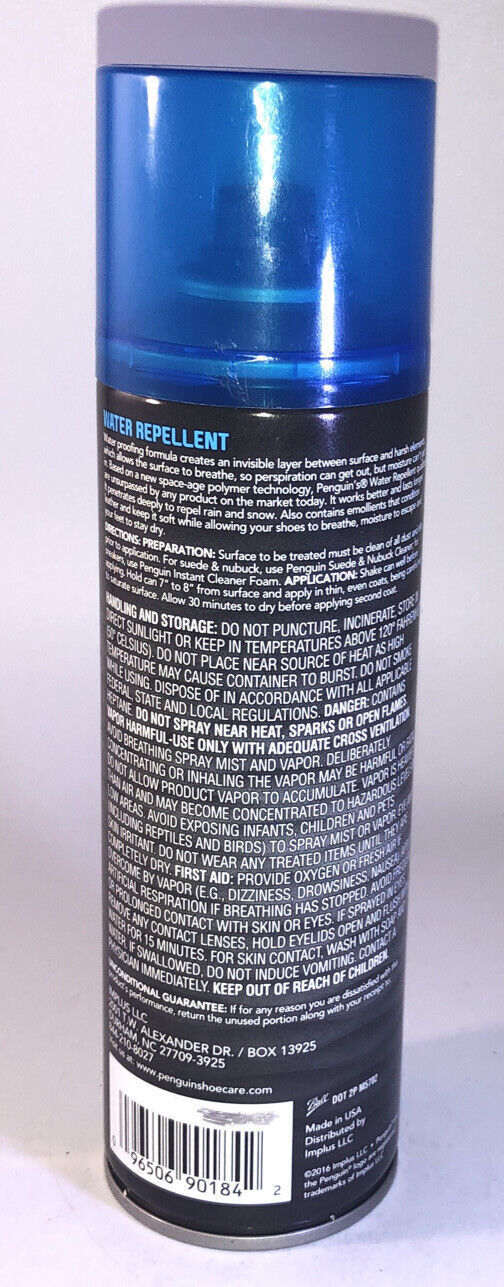 WATER REPELLENT
Water proofing formula creates an invisible layer between surface and harsh
which allows the surface to breathe, so perspiration can get out, but moisture can't
Based on a new space-age polymer technology, Penguin's® Water Repellent
are unsurpassed by any product on the market today. It works better and lasts
It penetrates deeply to repel rain and snow. Also contains emollients that
and keep it soft while allowing your shoes to breathe, moisture to escape and
your feet to stay dry.
DIRECTIONS: PREPARATION: Surface to be treated must be clean of all dust and
prior to application. For suede & nubuck, use Penguin Suede & Nubuck Cleaner
use Penguin Instant Cleaner Foam. APPLICATION: Shake can well before
applying. Hold can 7" to 8" from surface and apply in thin, even coats, being careful
to saturate surface. Allow 30 minutes to dry before applying second coat.
HANDLING AND STORAGE: DO NOT PUNCTURE, INCINERATE, STORE
DIRECT SUNLIGHT OR KEEP IN TEMPERATURES ABOVE 120° FAHRENHEIT
(50° CELSIUS). DO NOT PLACE NEAR SOURCE OF HEAT AS HIGH
TEMPERATURE MAY CAUSE CONTAINER TO BURST. DO NOT SMOKE
WHILE USING. DISPOSE OF IN ACCORDANCE WITH ALL APPLICABLE
FEDERAL, STATE AND LOCAL REGULATIONS. DANGER: CONTAINS
HEPTANE. DO NOT SPRAY NEAR HEAT, SPARKS OR OPEN FLAMES.
VAPOR HARMFUL-USE ONLY WITH ADEQUATE CROSS VENTILATION.
AVOID BREATHING SPRAY MIST AND VAPOR. DELIBERATELY
CONCENTRATING OR INHALING THE VAPOR MAY BE HARMFUL OR
DO NOT ALLOW PRODUCT VAPOR TO ACCUMULATE. VAPOR IS HEAVIER
THAN AIR AND MAY BECOME CONCENTRATED TO HAZARDOUS LEVELS
LOW AREAS. AVOID EXPOSING INFANTS, CHILDREN AND PETS
(INCLUDING REPTILES AND BIRDS) TO SPRAY MIST OR VAPOR. EYE
SKIN IRRITANT. DO NOT WEAR ANY TREATED ITEMS UNTIL THEY ARE
COMPLETELY DRY. FIRST AID: PROVIDE OXYGEN OR FRESH AIR IF
OVERCOME BY VAPOR (E.G., DIZZINESS, DROWSINESS, NAUSEA
ARTIFICIAL RESPIRATION IF BREATHING HAS STOPPED. AVOID
OR PROLONGED CONTACT WITH SKIN OR EYES. IF SPRAYED IN EYES
REMOVE ANY CONTACT LENSES, HOLD EYELIDS OPEN AND FLUSH
WATER FOR 15 MINUTES. FOR SKIN CONTACT, WASH WITH SOAP AND
WATER. IF SWALLOWED, DO NOT INDUCE VOMITING. CONTACT A
PHYSICIAN IMMEDIATELY. KEEP OUT OF REACH OF CHILDREN.
UNCONDITIONAL GUARANTEE: If for any reason you are dissatisfied with the
product's performance, return the unused portion along with your receipt to:
IMPLUS LLC
2001 T.W. ALEXANDER DR. / BOX 13925
DURHAM, NC 27709-3925
210-8027
at: www.penguinshoecare.com
Ball DOT 2P M5782
Made in USA
Distributed by
Implus LLC
©2016 Implus LLC • Penguin
the Penguin® logo are
trademarks of Implus LLC
0 96506 90184 2